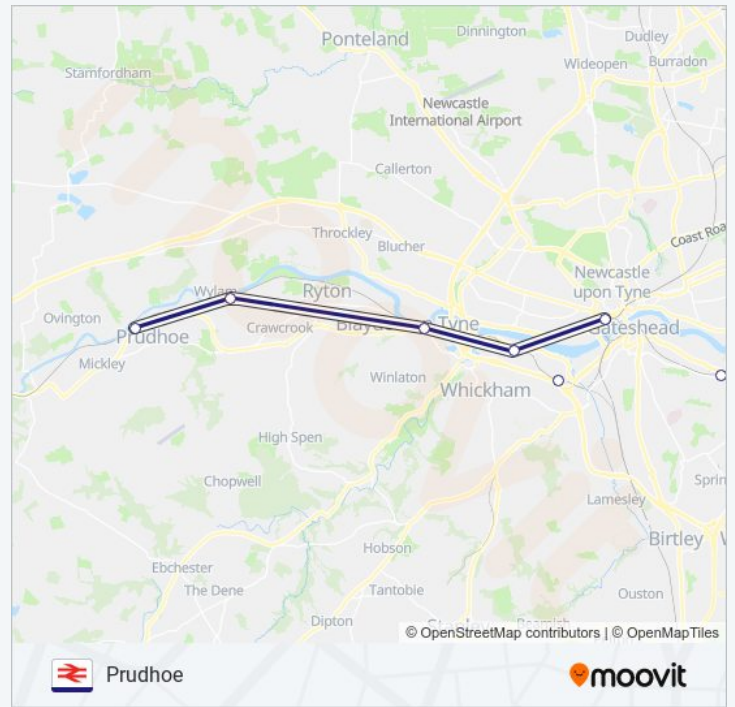 Dinnington
Dudley
Ponteland
Burradon
Wideopen
Stamfordham
Newcastle
International Airport
Callerton
Throckley
Blucher
Coast Roa
Newcastle
upon Tyne
Wylam
Ryton
Ovington
Crawcrook
Tyne
Gateshead
Prudhoe
Mickley
Winlaton
Whickham
High Spen
Chopwell
Sprin
Lamesley
Birtley
Hobson
Ebchester
The Dene
Tantobie
Ouston
Dipton
© OpenStreetMap contributors | © OpenMapTiles
Prudhoe
moovit